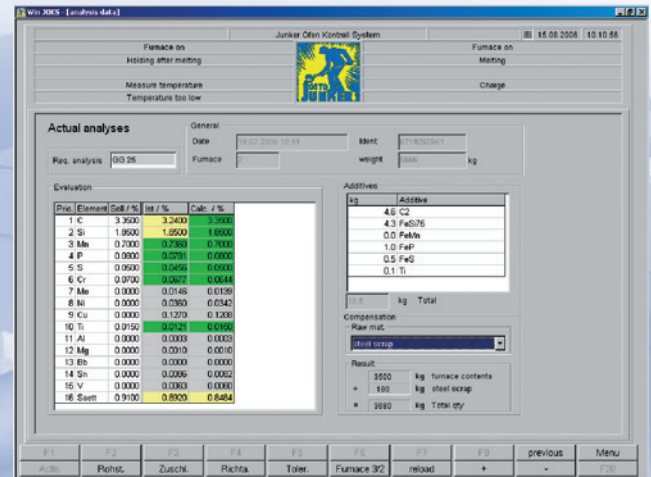 Win JOCS - [analysis data]
Junker Ofen Kontroll System
15.08.2006 10:10:56
Furnace on
Furnace on
Holding after melting
Melting
Measure temperature
Charge
Temperature too low
OTTO
JUNKER
Actual analyses
General
Date
Ident
Req. analysis GG 25
Furnace 2
weight
kg
Evaluation
Prio. Element Soll / % Ist / % Calc. / %
1 C 3.3500 3.2400 3.3500
2 Si 1.8500 1.8500 1.8500
3 Mn 0.7000 0.7360 0.7000
4 P 0.0800 0.0781 0.0800
5 S 0.0500 0.0456 0.0500
6 Cr 0.0700 0.0677 0.0644
7 Mo 0.0000 0.0146 0.0139
8 Ni 0.0000 0.0360 0.0342
9 Cu 0.0000 0.1270 0.1208
10 Ti 0.0150 0.0121 0.0150
11 Al 0.0000 0.0003 0.0003
12 Mg 0.0000 0.0010 0.0010
13 Bb 0.0000 0.0000 0.0000
14 Sn 0.0000 0.0086 0.0082
15 V 0.0000 0.0063 0.0060
16 Saett 0.9100 0.8920 0.8484
Additives
kg Additive
4.6 C2
4.3 FeSi75
0.0 FeMn
1.0 FeP
0.5 FeS
0.1 Ti
kg Total
Compensation
Raw mat.
steel scrap
Result
3500 kg furnace contents
+ 180 kg steel scrap
= 3680 kg Total qty
F1 F2 F3 F4 F5 F6 F7 F8 previous Menu
Rohst. Zuschl. Richta. Toler. Furnace 3/2 reload + - F20